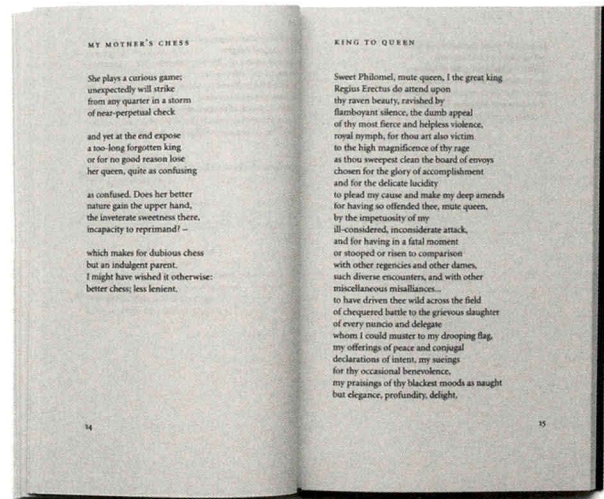 MY MOTHER'S CHESS
She plays a curious game;
unexpectedly will strike
from any quarter in a storm
of near-perpetual check
and yet at the end expose
a too-long forgotten king
or for no good reason lose
her queen, quite as confusing
as confused. Does her better
nature gain the upper hand,
the inveterate sweetness there,
incapacity to reprimand? –
which makes for dubious chess
but an indulgent parent.
I might have wished it otherwise:
better chess; less lenient.
14
KING TO QUEEN
Sweet Philomel, mute queen, I the great king
Regius Erectus do attend upon
thy raven beauty, ravished by
flamboyant silence, the dumb appeal
of thy most fierce and helpless violence,
royal nymph, for thou art also victim
to the high magnificence of thy rage
as thou sweepest clean the board of envoys
chosen for the glory of accomplishment
and for the delicate lucidity
to plead my cause and make my deep amends
for having so offended thee, mute queen,
by the impetuosity of my
ill-considered, inconsiderate attack,
and for having in a fatal moment
or stooped or risen to comparison
with other regencies and other dames,
such diverse encounters, and with other
miscellaneous misalliances...
to have driven thee wild across the field
of chequered battle to the grievous slaughter
of every nuncio and delegate
whom I could muster to my drooping flag,
my offerings of peace and conjugal
declarations of intent, my sueings
for thy occasional benevolence,
my praisings of thy blackest moods as naught
but elegance, profundity, delight.
15